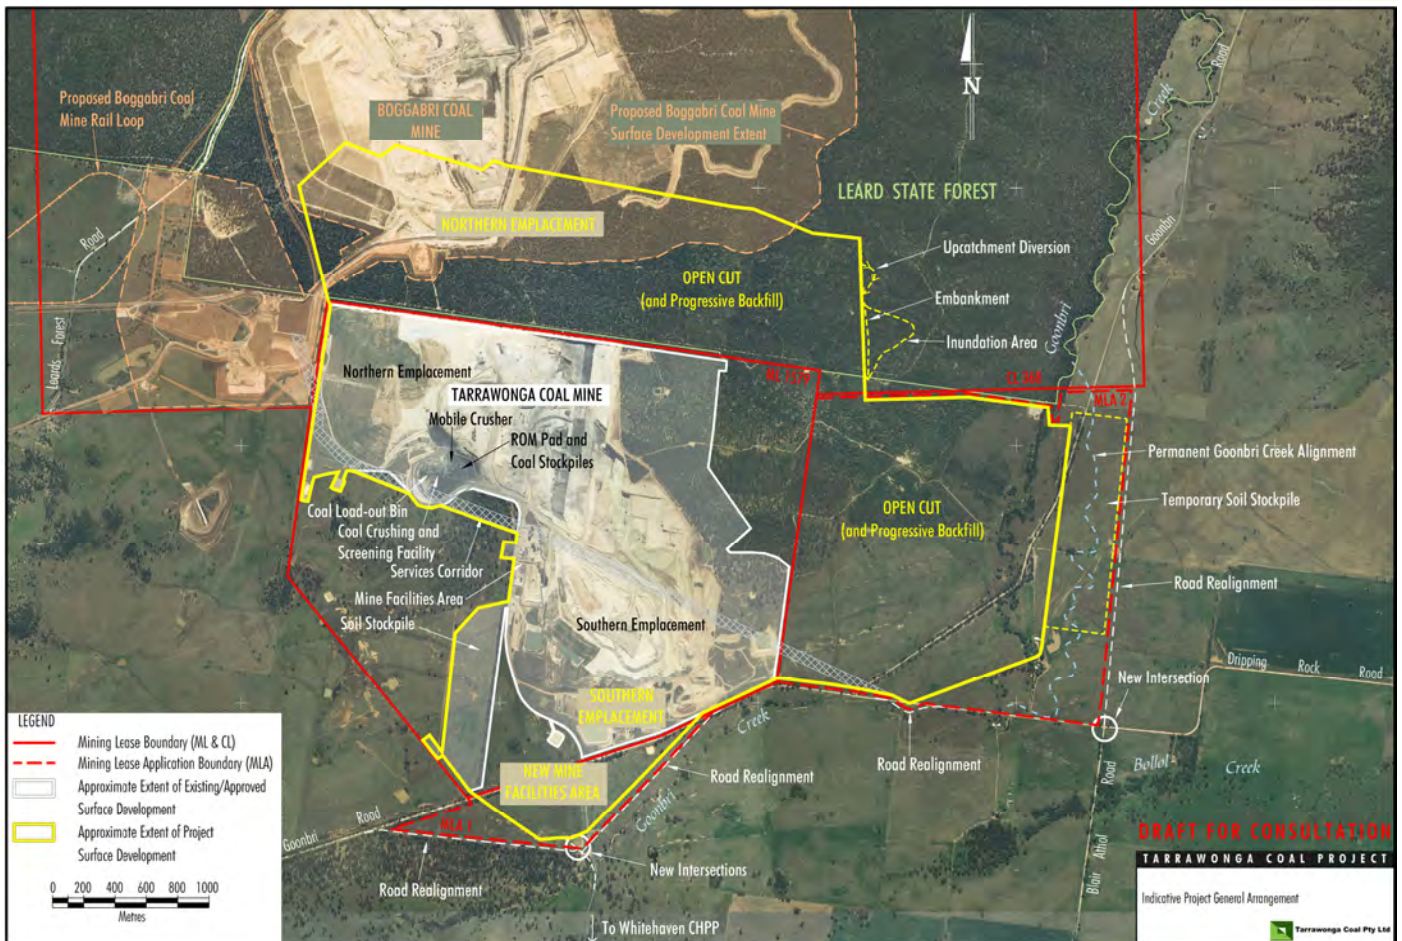 Proposed Boggabri Coal
Mine Rail Loop
BOGGABRI COAL
MINE
Proposed Boggabri Coal Mine
Surface Development Extent
N
Creek
Road
LEARD STATE FOREST
NORTHERN EMPLACEMENT
Goonbri
Road
Upcatchment Diversion
OPEN CUT
(and Progressive Backfill)
Embankment
Inundation Area
Goonbri
Leards Forest
Northern Emplacement
ML 1579
CL 368
MLA 2
TARRAWONGA COAL MINE
Mobile Crusher
ROM Pad and
Coal Stockpiles
Permanent Goonbri Creek Alignment
Temporary Soil Stockpile
OPEN CUT
(and Progressive Backfill)
Coal Load-out Bin
Coal Crushing and
Screening Facility
Services Corridor
Road Realignment
Mine Facilities Area
Soil Stockpile
Southern Emplacement
Dripping Rock Road
New Intersection
SOUTHERN
EMPLACEMENT
Creek
LEGEND
Mining Lease Boundary (ML & CL)
Mining Lease Application Boundary (MLA)
Approximate Extent of Existing/Approved
Surface Development
Approximate Extent of Project
Surface Development
0 200 400 600 800 1000
Metres
NEW MINE
FACILITIES AREA
Road Realignment
Road Realignment
Road
Bollol Creek
Goonbri
Goonbri Road
MLA 1
Road Realignment
New Intersections
To Whitehaven CHPP
Blair Athol
DRAFT FOR CONSULTATION
TARRAWONGA COAL PROJECT
Indicative Project General Arrangement
Tarrawonga Coal Pty Ltd